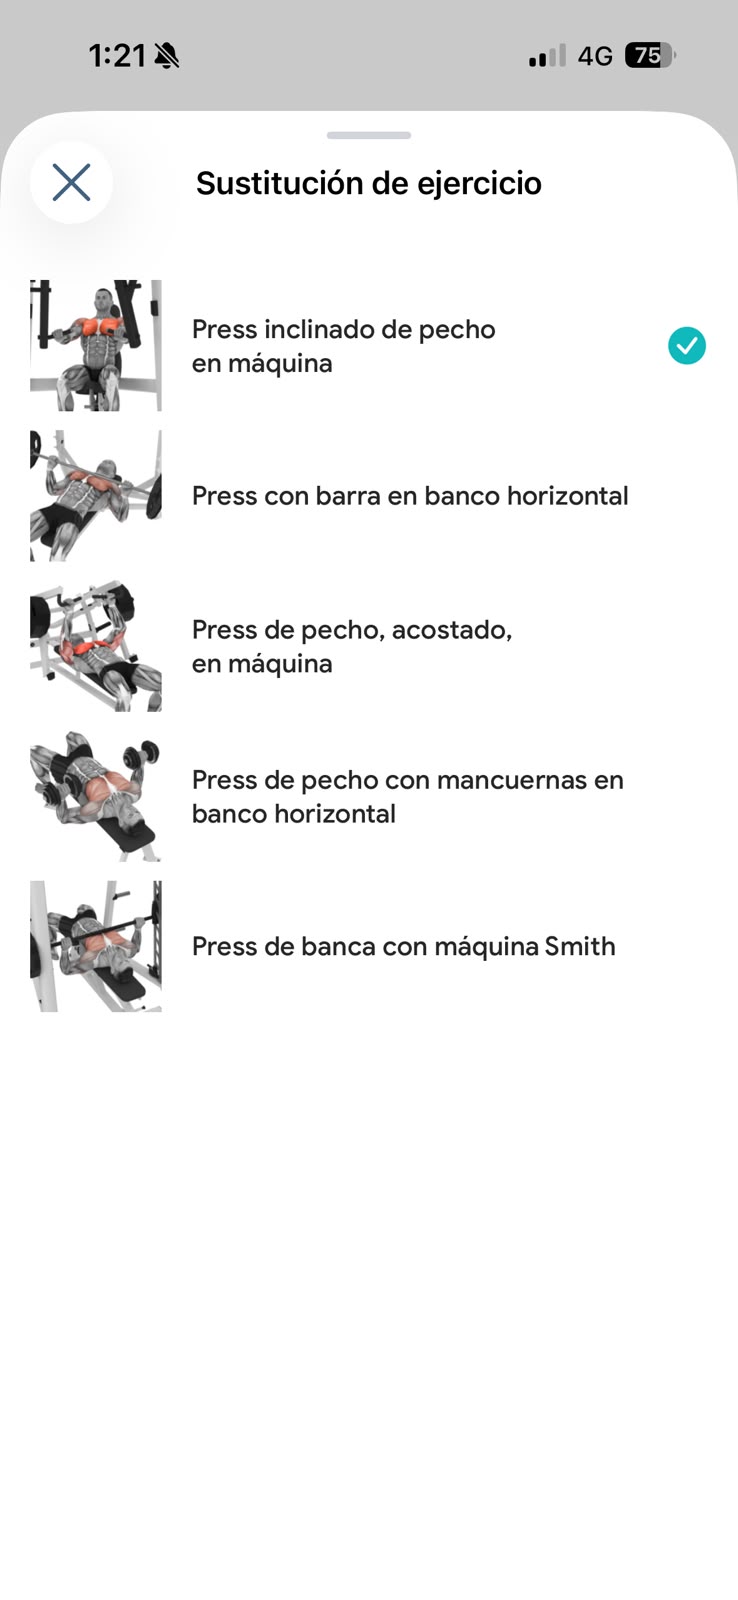 1:21
4G
75
Sustitución de ejercicio
Press inclinado de pecho
en máquina
Press con barra en banco horizontal
Press de pecho, acostado,
en máquina
Press de pecho con mancuernas en
banco horizontal
Press de banca con máquina Smith